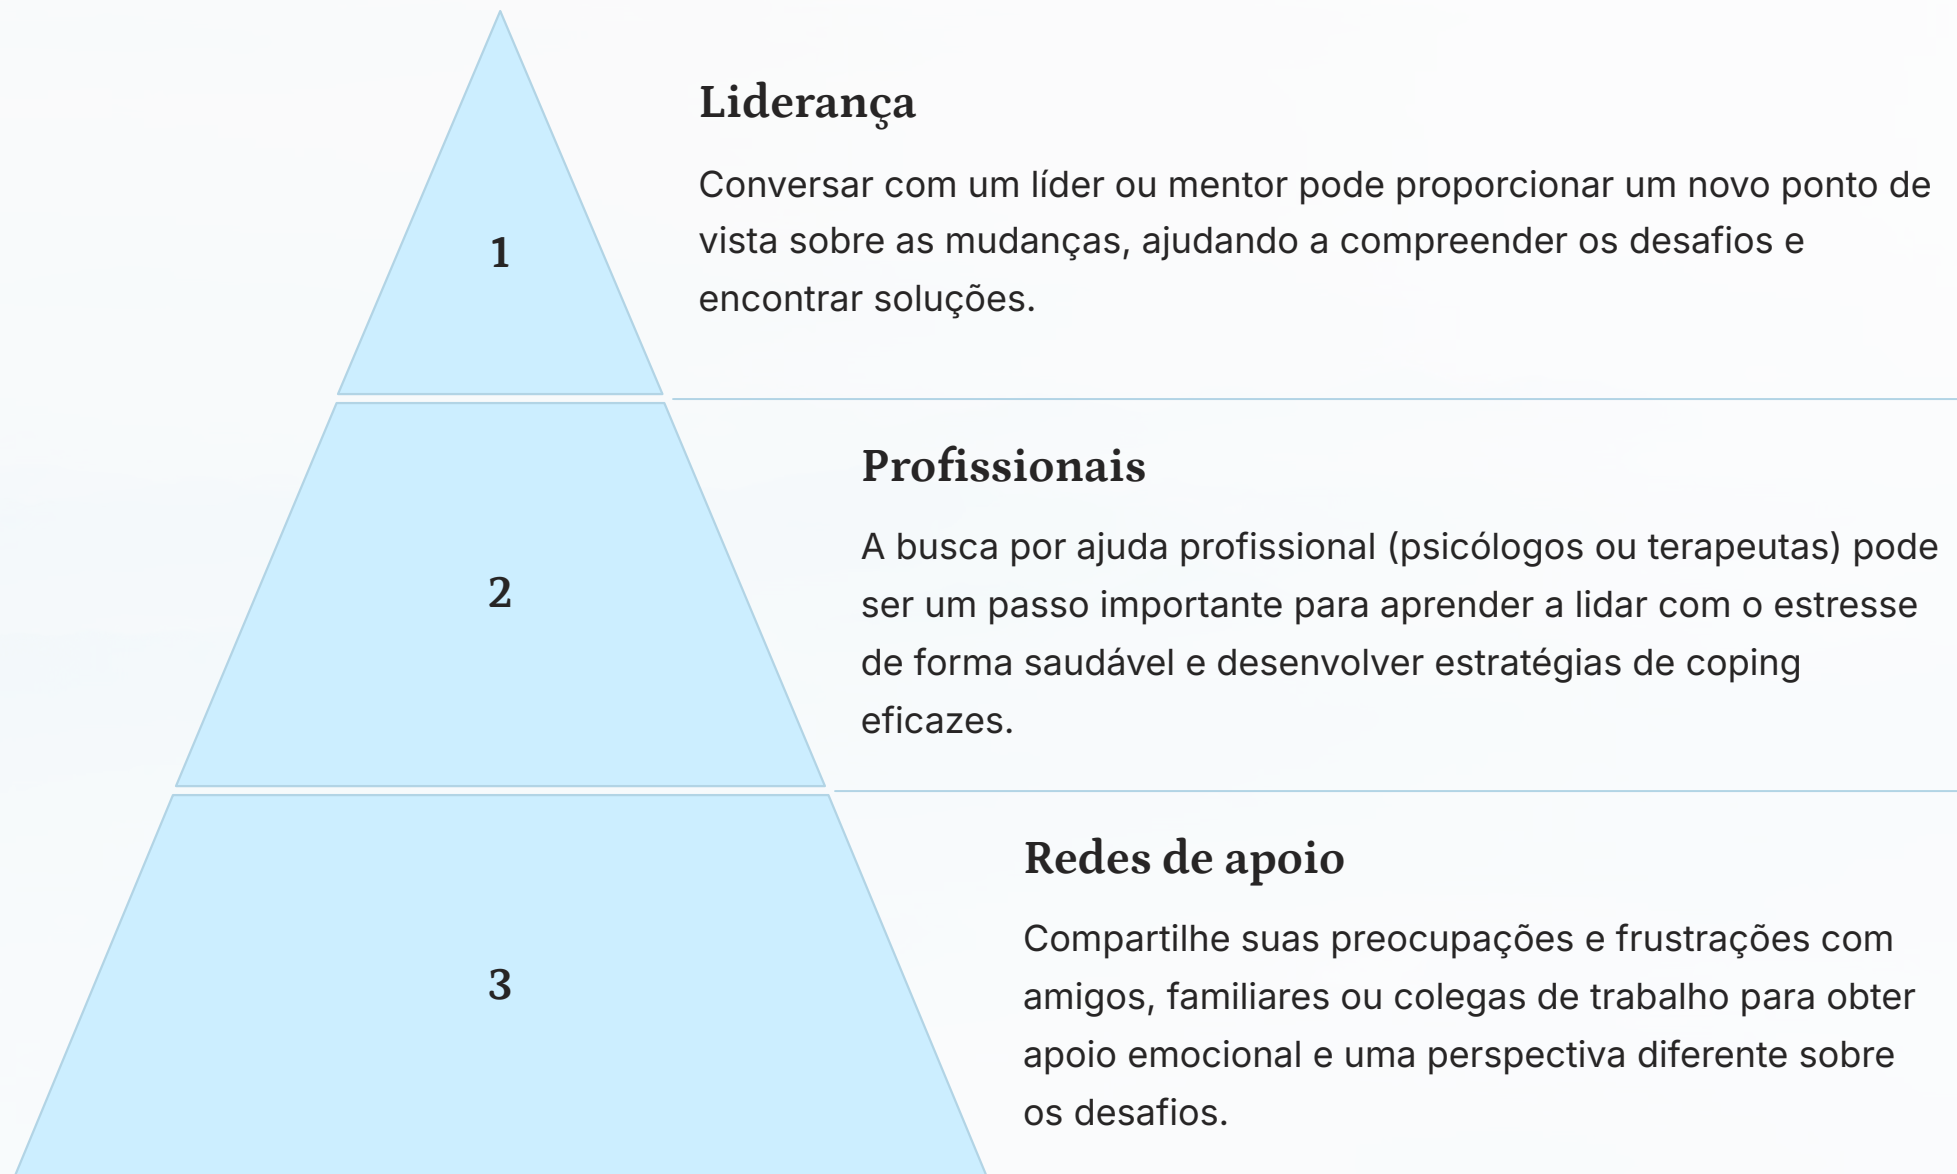 Liderança
Conversar com um líder ou mentor pode proporcionar um novo ponto de
vista sobre as mudanças, ajudando a compreender os desafios e
encontrar soluções.
1
Profissionais
A busca por ajuda profissional (psicólogos ou terapeutas) pode
ser um passo importante para aprender a lidar com o estresse
de forma saudável e desenvolver estratégias de coping
eficazes.
2
Redes de apoio
Compartilhe suas preocupações e frustrações com
amigos, familiares ou colegas de trabalho para obter
apoio emocional e uma perspectiva diferente sobre
os desafios.
3